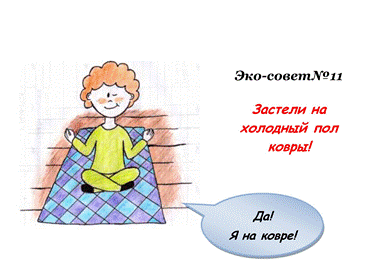 Эко-совет№11
Застели на
холодный пол
ковры!
Да!
Я на ковре!